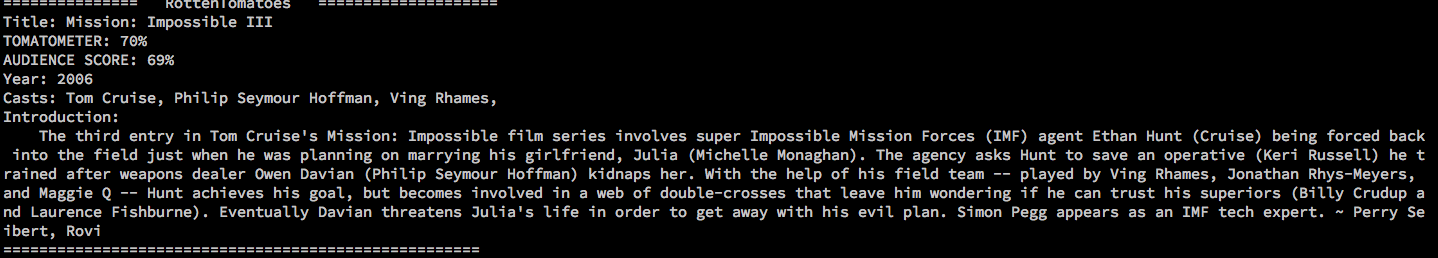 ===============   RottenTomatoes   ====================
Title: Mission: Impossible III
TOMATOMETER: 70%
AUDIENCE SCORE: 69%
Year: 2006
Casts: Tom Cruise, Philip Seymour Hoffman, Ving Rhames,
Introduction:
    The third entry in Tom Cruise's Mission: Impossible film series involves super Impossible Mission Forces (IMF) agent Ethan Hunt (Cruise) being forced back
 into the field just when he was planning on marrying his girlfriend, Julia (Michelle Monaghan). The agency asks Hunt to save an operative (Keri Russell) he t
rained after weapons dealer Owen Davian (Philip Seymour Hoffman) kidnaps her. With the help of his field team -- played by Ving Rhames, Jonathan Rhys-Meyers,
and Maggie Q -- Hunt achieves his goal, but becomes involved in a web of double-crosses that leave him wondering if he can trust his superiors (Billy Crudup a
nd Laurence Fishburne). Eventually Davian threatens Julia's life in order to get away with his evil plan. Simon Pegg appears as an IMF tech expert. ~ Perry Se
ibert, Rovi
=====================================================